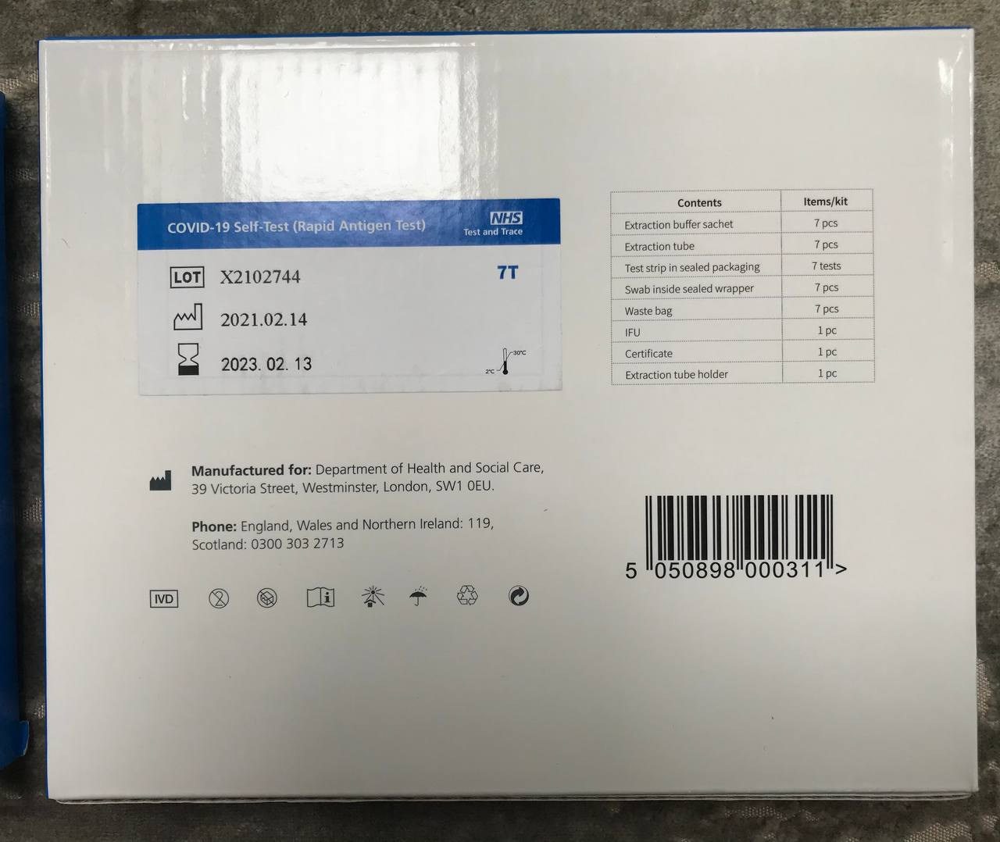 COVID-19 Self-Test (Rapid Antigen Test)
NHS
Test and Trace
LOT X2102744
7T
2021.02.14
2023. 02. 13
30°C
2°C
Contents Items/kit
Extraction buffer sachet 7 pcs
Extraction tube 7 pcs
Test strip in sealed packaging 7 tests
Swab inside sealed wrapper 7 pcs
Waste bag 7 pcs
IFU 1 pc
Certificate 1 pc
Extraction tube holder 1 pc
Manufactured for: Department of Health and Social Care,
39 Victoria Street, Westminster, London, SW1 0EU.
Phone: England, Wales and Northern Ireland: 119,
Scotland: 0300 303 2713
IVD
2
i
5 050898 000311 >